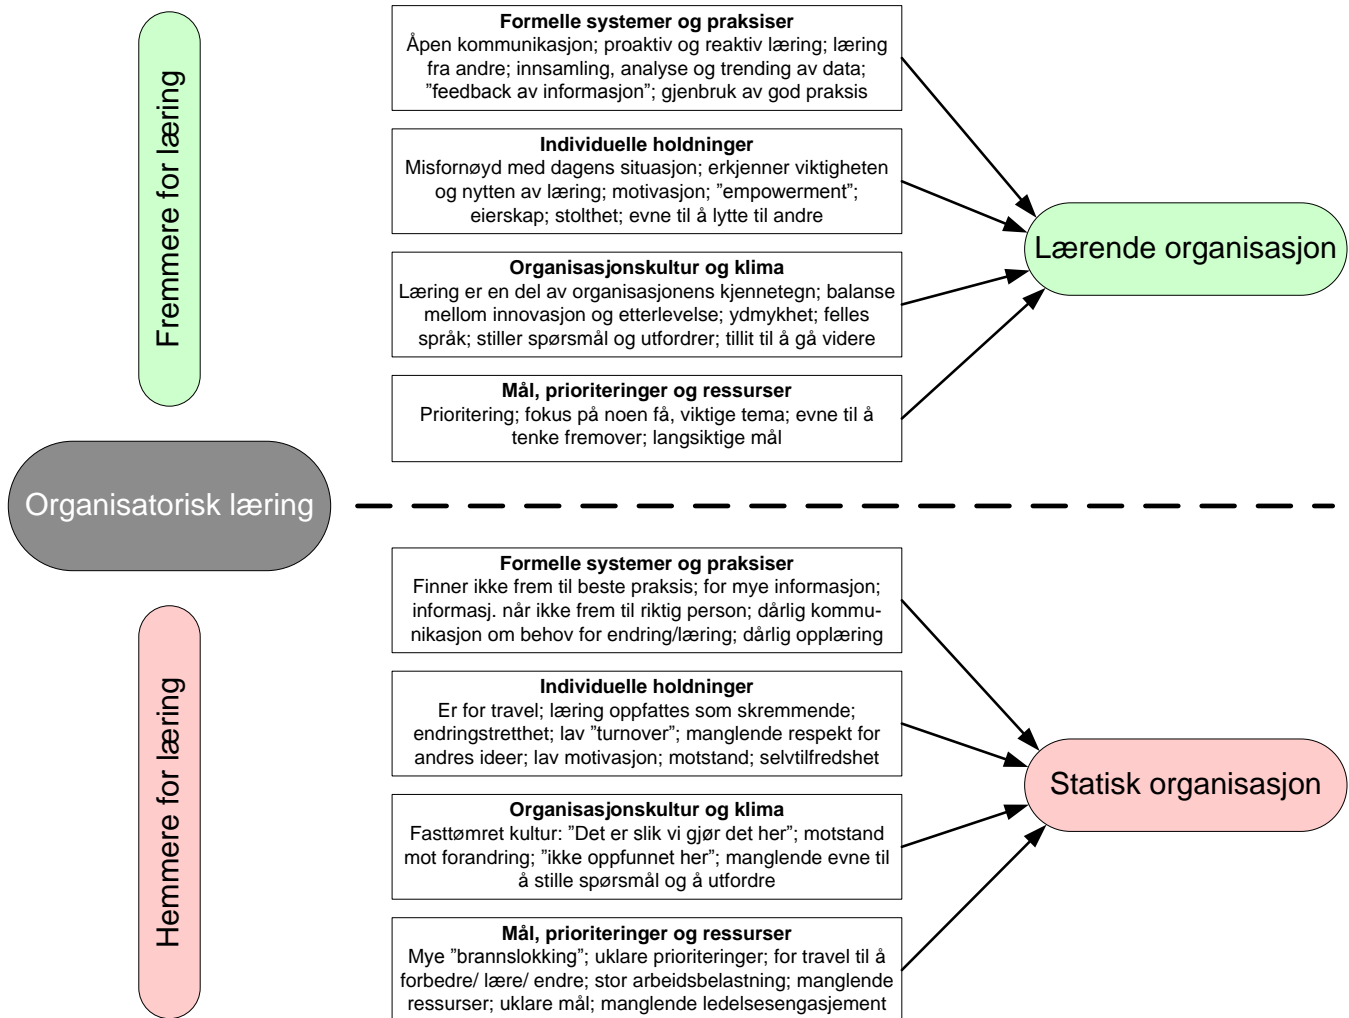 Fremmere for læring
Formelle systemer og praksiser
Åpen kommunikasjon; proaktiv og reaktiv læring; læring
fra andre; innsamling, analyse og trending av data;
”feedback av informasjon”; gjenbruk av god praksis
Individuelle holdninger
Misfornøyd med dagens situasjon; erkjenner viktigheten
og nytten av læring; motivasjon; ”empowerment”;
eierskap; stolthet; evne til å lytte til andre
Organisasjonskultur og klima
Læring er en del av organisasjonens kjennetegn; balanse
mellom innovasjon og etterlevelse; ydmykhet; felles
språk; stiller spørsmål og utfordrer; tillit til å gå videre
Mål, prioriteringer og ressurser
Prioritering; fokus på noen få, viktige tema; evne til å
tenke fremover; langsiktige mål
Lærende organisasjon
Organisatorisk læring
Hemmere for læring
Formelle systemer og praksiser
Finner ikke frem til beste praksis; for mye informasjon;
informasj. når ikke frem til riktig person; dårlig kommu-
nikasjon om behov for endring/læring; dårlig opplæring
Individuelle holdninger
Er for travel; læring oppfattes som skremmende;
endringstretthet; lav ”turnover”; manglende respekt for
andres ideer; lav motivasjon; motstand; selvtilfredshet
Organisasjonskultur og klima
Fasttømret kultur: ”Det er slik vi gjør det her”; motstand
mot forandring; ”ikke oppfunnet her”; manglende evne til
å stille spørsmål og å utfordre
Mål, prioriteringer og ressurser
Mye ”brannslokking”; uklare prioriteringer; for travel til å
forbedre/ lære/ endre; stor arbeidsbelastning; manglende
ressurser; uklare mål; manglende ledelsesengasjement
Statisk organisasjon